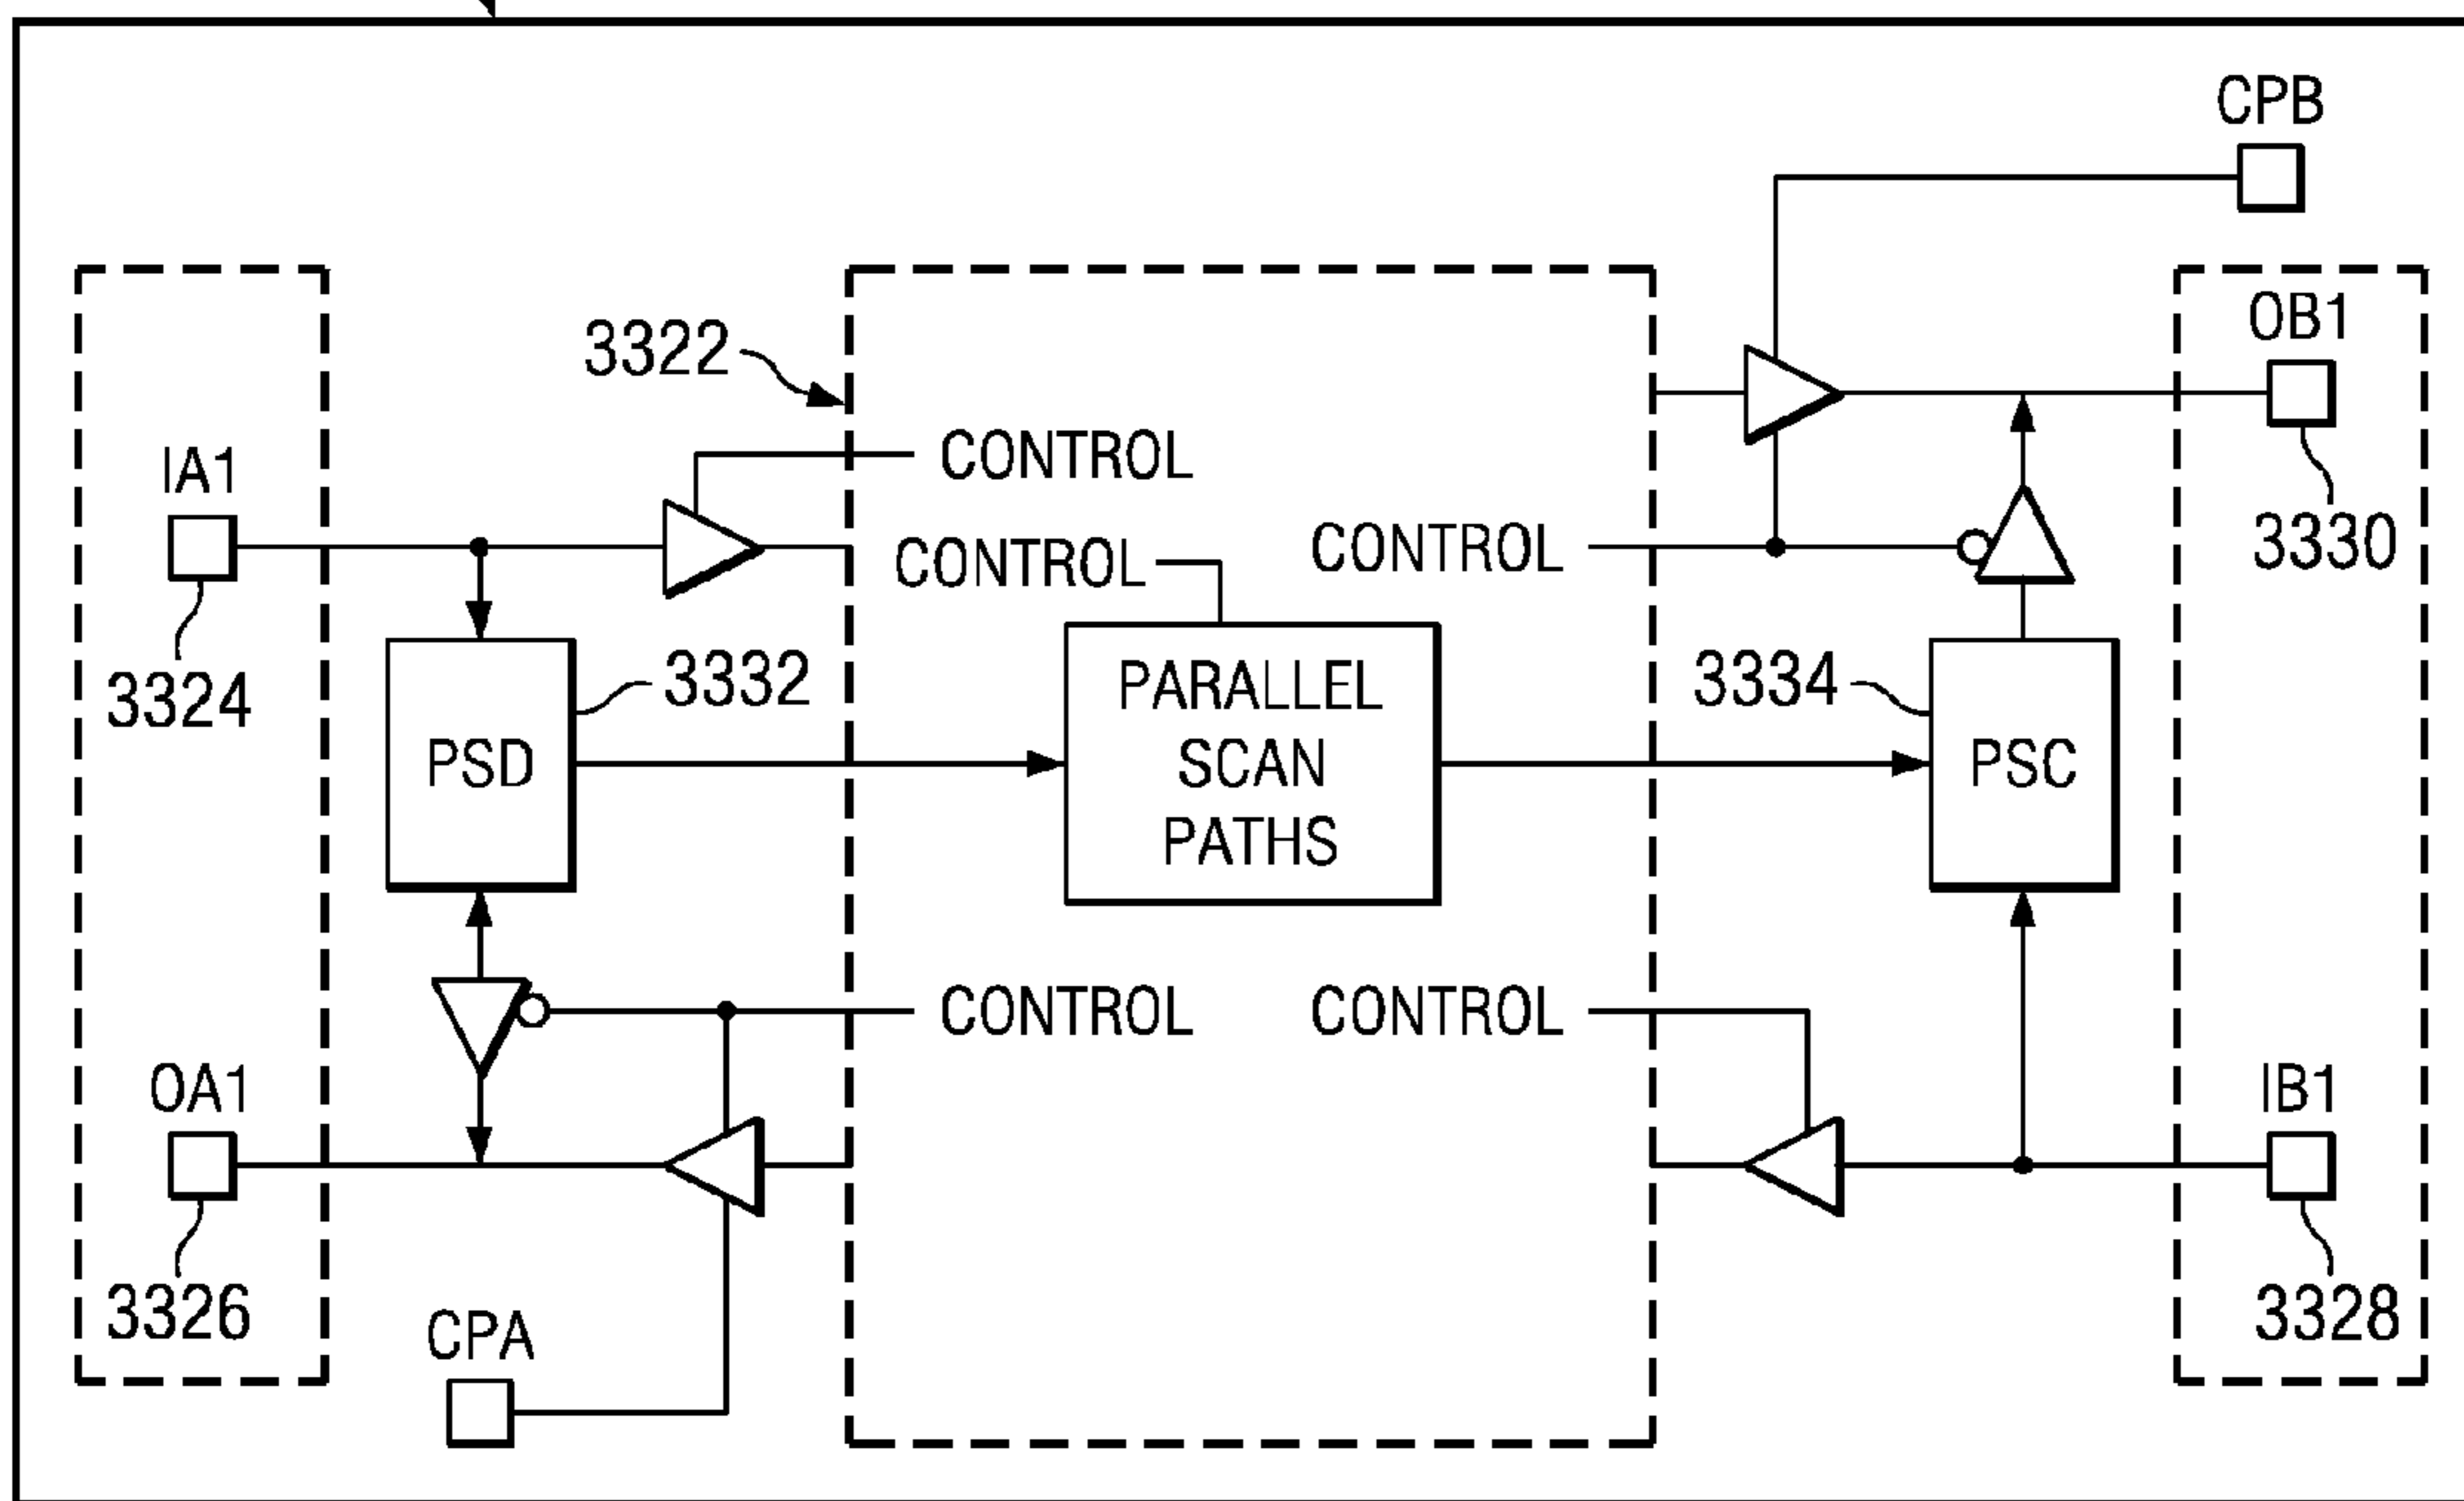 CPB
OB1
3322
CONTROL
IA1
CONTROL
CONTROL
3330
3324
3332
PARALLEL
SCAN
PATHS
3334
PSD
PSC
CONTROL
CONTROL
OA1
IB1
3326
CPA
3328